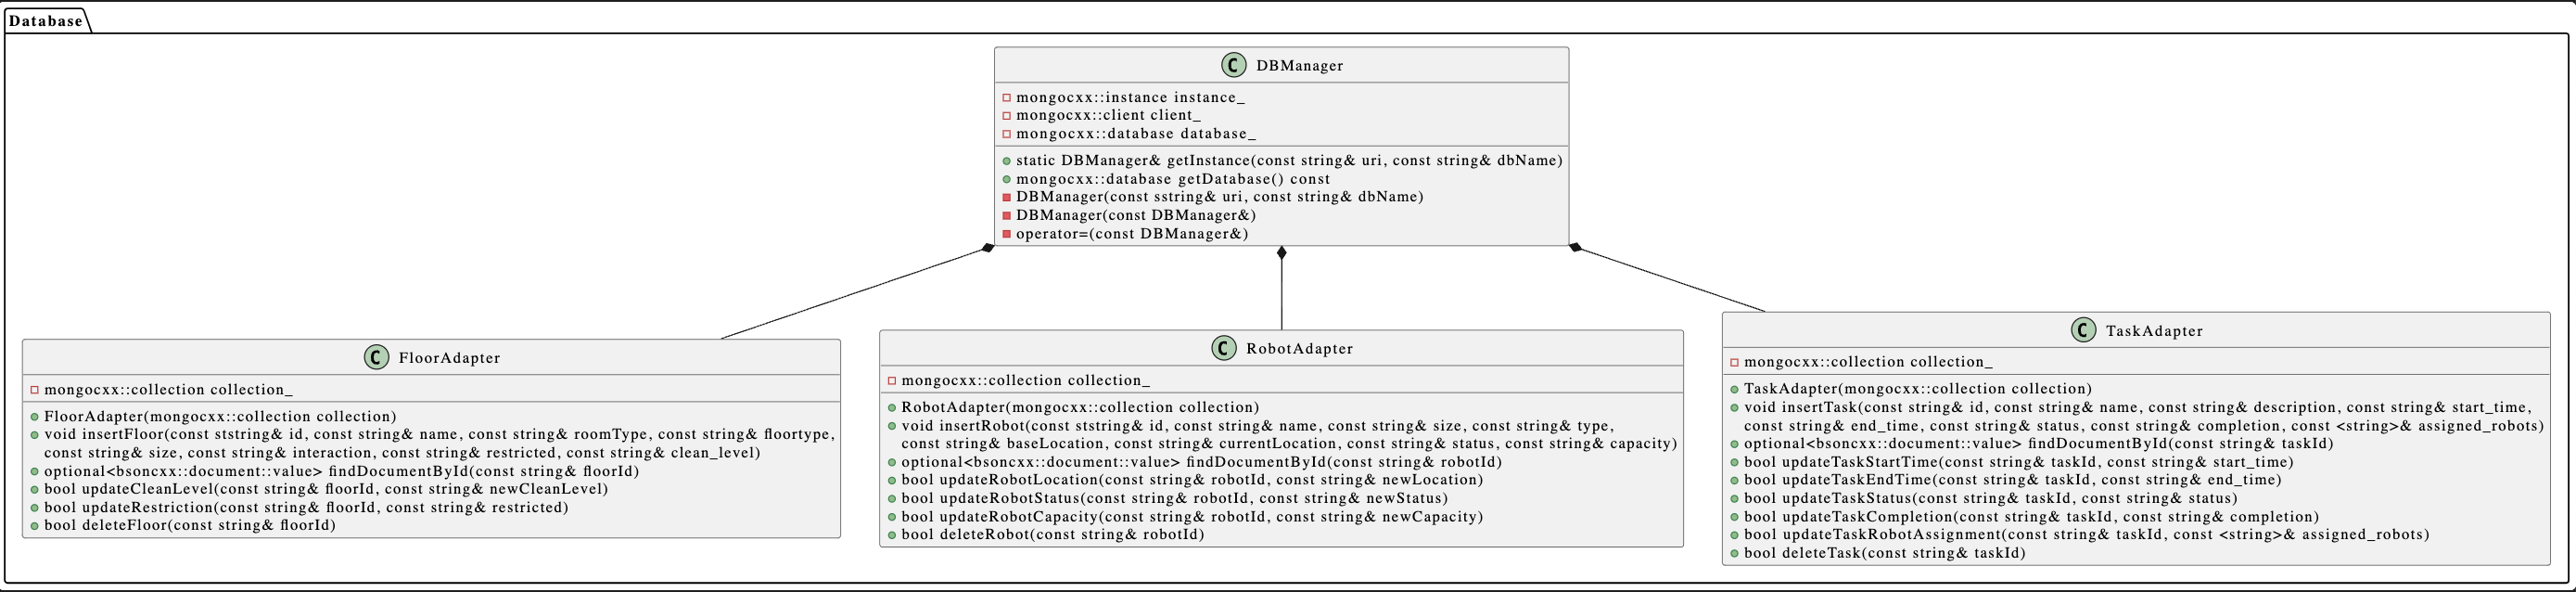 Database
C DBManager
mongocxx::instance instance_
mongocxx::client client_
mongocxx::database database_
static DBManager& getInstance(const string& uri, const string& dbName)
mongocxx::database getDatabase() const
DBManager(const sstring& uri, const string& dbName)
DBManager(const DBManager&)
operator=(const DBManager&)
C FloorAdapter
mongocxx::collection collection_
FloorAdapter(mongocxx::collection collection)
void insertFloor(const ststring& id, const string& name, const string& roomType, const string& floortype,
const string& size, const string& interaction, const string& restricted, const string& clean_level)
optional<bsoncxx::document::value> findDocumentById(const string& floorId)
bool updateCleanLevel(const string& floorId, const string& newCleanLevel)
bool updateRestriction(const string& floorId, const string& restricted)
bool deleteFloor(const string& floorId)
C RobotAdapter
mongocxx::collection collection_
RobotAdapter(mongocxx::collection collection)
void insertRobot(const ststring& id, const string& name, const string& size, const string& type,
const string& baseLocation, const string& currentLocation, const string& status, const string& capacity)
optional<bsoncxx::document::value> findDocumentById(const string& robotId)
bool updateRobotLocation(const string& robotId, const string& newLocation)
bool updateRobotStatus(const string& robotId, const string& newStatus)
bool updateRobotCapacity(const string& robotId, const string& newCapacity)
bool deleteRobot(const string& robotId)
C TaskAdapter
mongocxx::collection collection_
TaskAdapter(mongocxx::collection collection)
void insertTask(const string& id, const string& name, const string& description, const string& start_time,
const string& end_time, const string& status, const string& completion, const <string>& assigned_robots)
optional<bsoncxx::document::value> findDocumentById(const string& taskId)
bool updateTaskStartTime(const string& taskId, const string& start_time)
bool updateTaskEndTime(const string& taskId, const string& end_time)
bool updateTaskStatus(const string& taskId, const string& status)
bool updateTaskCompletion(const string& taskId, const string& completion)
bool updateTaskRobotAssignment(const string& taskId, const <string>& assigned_robots)
bool deleteTask(const string& taskId)